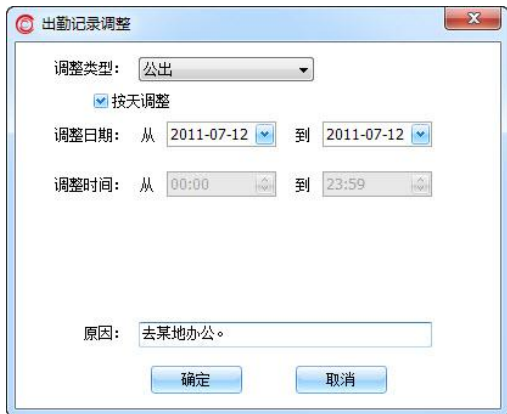 出勤记录调整
调整类型： 公出
按天调整
调整日期： 从 2011-07-12 到 2011-07-12
调整时间： 从 00:00 到 23:59
原因： 去某地办公。
确定 取消